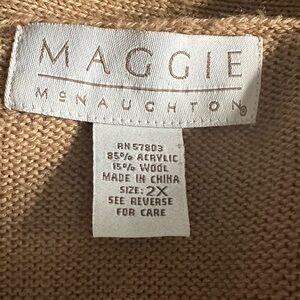 MAGGIE
McNAUGHTON®
RN 57803
85% ACRYLIC
15% WOOL
MADE IN CHINA
SIZE: 2X
SEE REVERSE
FOR CARE